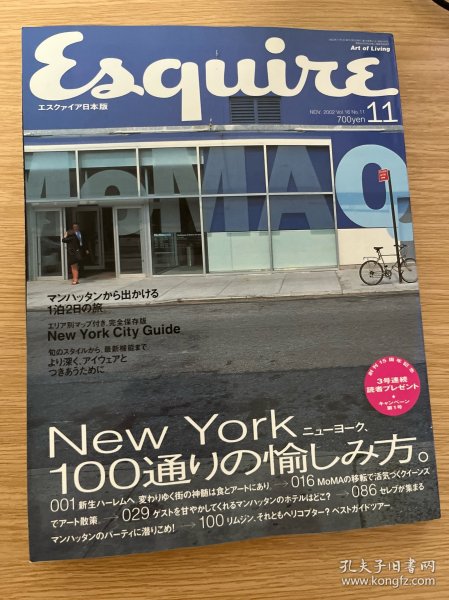 Art of Living
Esquire
エスクァイア日本版
NOV. 2002 Vol.16 No.11
700yen
11
MoMAQ
マンハッタンから出かける
1泊2日の旅
エリア別マップ付き、完全保存版
New York City Guide
旬のスタイルから、最新機能まで
より深く、アイウェアと
つきあうために
創刊15周年記念
3号連続
読者プレゼント
キャンペーン
第1号
New York ニューヨーク、
100通りの愉しみ方。
001 新生ハーレムへ 変わりゆく街の神髄は食とアートにあり → 016 MoMAの移転で活気づくクイーンズ
でアート散策 → 029 ゲストを甘やかしてくれるマンハッタンのホテルはどこ? → 086 セレブが集まる
マンハッタンのパーティに潜りこめ! → 100 リムジン、それともヘリコプター? ベストガイドツアー
孔夫子旧书网
www.kongfz.com